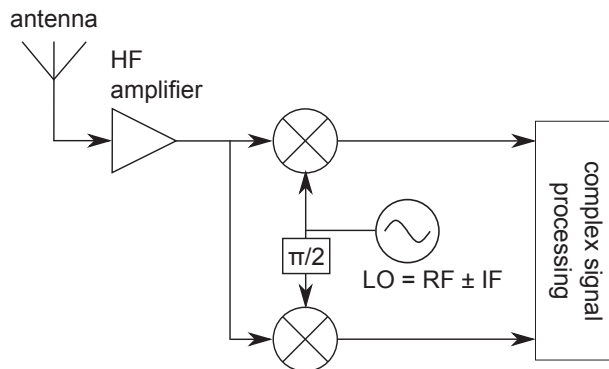 antenna
HF
amplifier
π/2
LO = RF ± IF
complex signal
processing